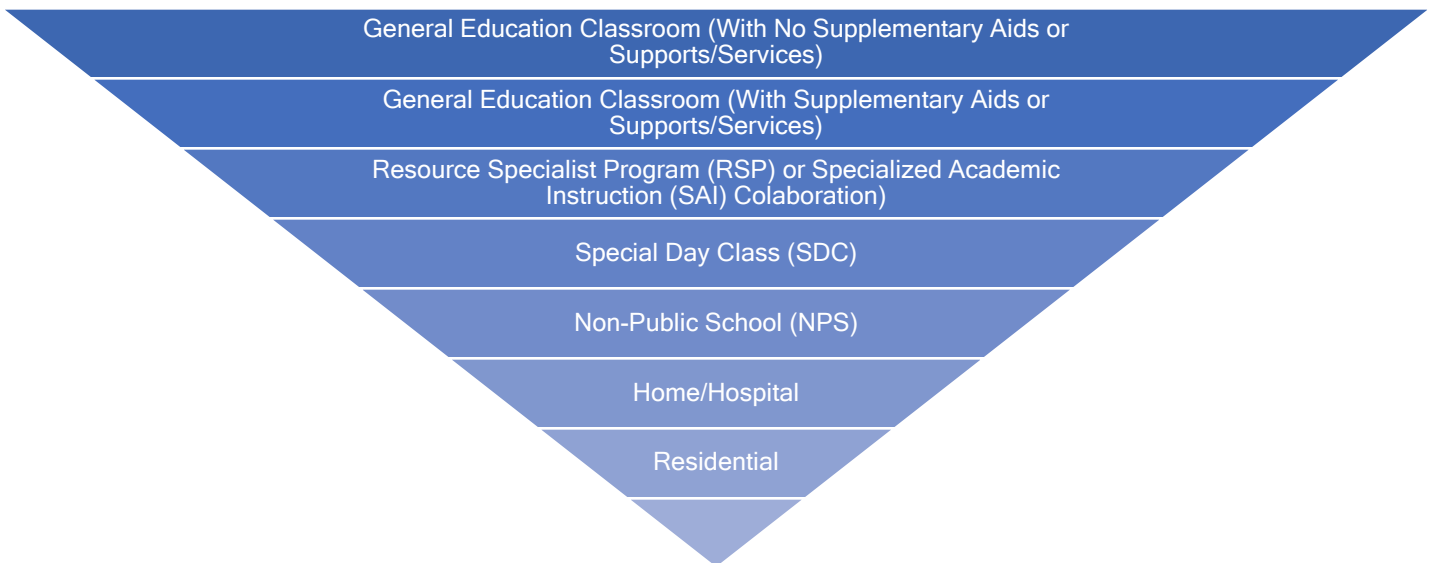 General Education Classroom (With No Supplementary Aids or
Supports/Services)
General Education Classroom (With Supplementary Aids or
Supports/Services)
Resource Specialist Program (RSP) or Specialized Academic
Instruction (SAI) Colaboration)
Special Day Class (SDC)
Non-Public School (NPS)
Home/Hospital
Residential